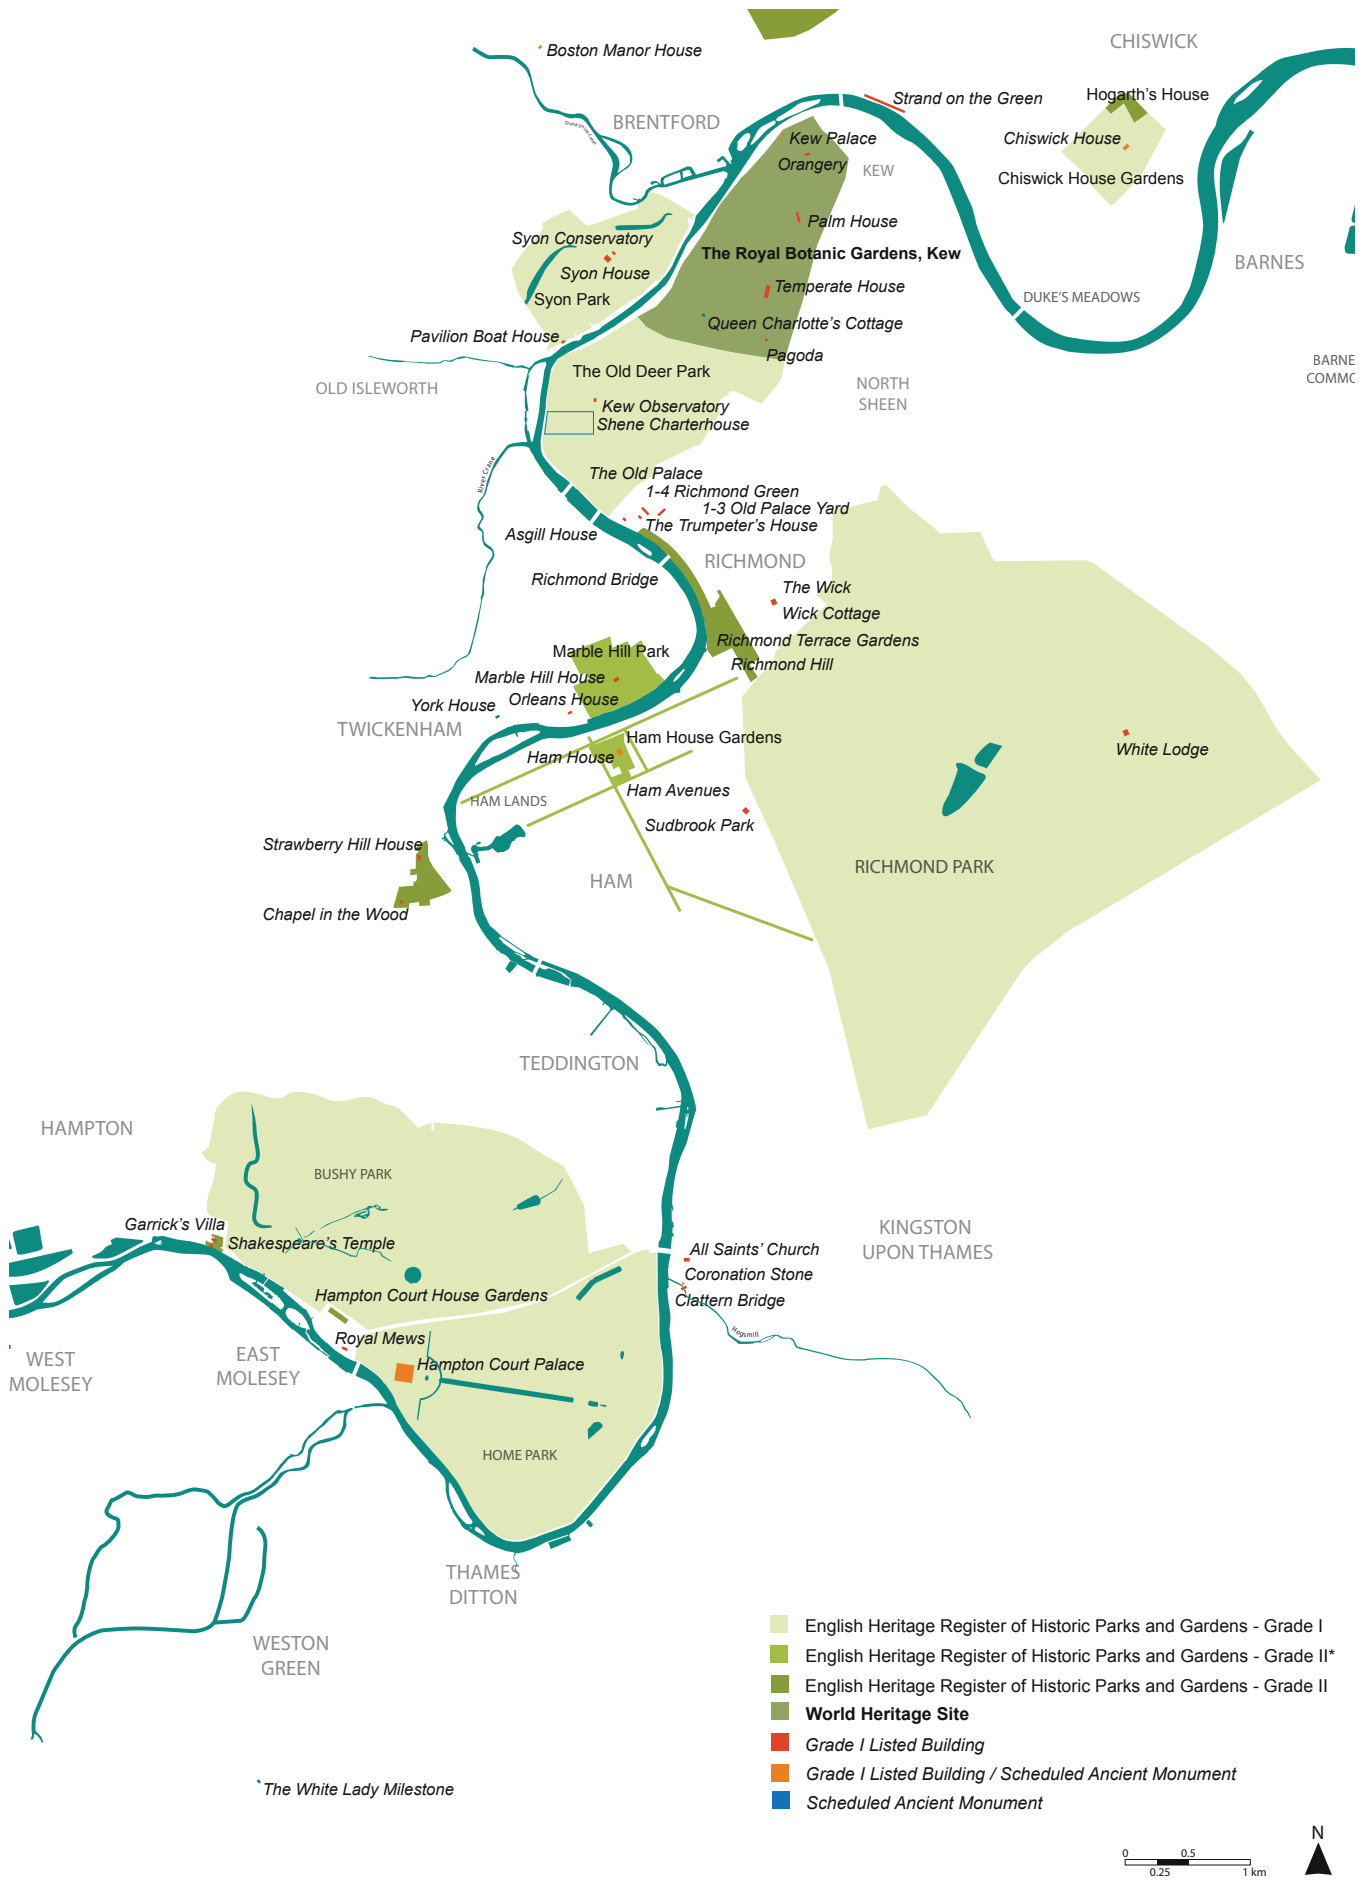 CHISWICK
Boston Manor House
Hogarth's House
Strand on the Green
BRENTFORD
Grand Union Canal
Kew Palace
Chiswick House
Orangery
KEW
Chiswick House Gardens
Palm House
Syon Conservatory
The Royal Botanic Gardens, Kew
BARNES
Syon House
Temperate House
Syon Park
DUKE'S MEADOWS
Queen Charlotte's Cottage
Pavilion Boat House
Pagoda
BARNE
COMMO
The Old Deer Park
OLD ISLEWORTH
NORTH
SHEEN
Kew Observatory
Shene Charterhouse
River Crane
The Old Palace
1-4 Richmond Green
1-3 Old Palace Yard
The Trumpeter's House
Asgill House
RICHMOND
Richmond Bridge
The Wick
Wick Cottage
Richmond Terrace Gardens
Marble Hill Park
Richmond Hill
Marble Hill House
Orleans House
York House
TWICKENHAM
Ham House Gardens
White Lodge
Ham House
Ham Avenues
HAM LANDS
Sudbrook Park
Strawberry Hill House
RICHMOND PARK
HAM
Chapel in the Wood
TEDDINGTON
HAMPTON
BUSHY PARK
Garrick's Villa
Shakespeare's Temple
KINGSTON
UPON THAMES
All Saints' Church
Coronation Stone
Clattern Bridge
Hampton Court House Gardens
Hogsmill
Royal Mews
EAST
MOLESEY
WEST
MOLESEY
Hampton Court Palace
HOME PARK
THAMES
DITTON
WESTON
GREEN
English Heritage Register of Historic Parks and Gardens - Grade I
English Heritage Register of Historic Parks and Gardens - Grade II*
English Heritage Register of Historic Parks and Gardens - Grade II
World Heritage Site
Grade I Listed Building
Grade I Listed Building / Scheduled Ancient Monument
Scheduled Ancient Monument
The White Lady Milestone
N
0 0.5
0.25 1 km